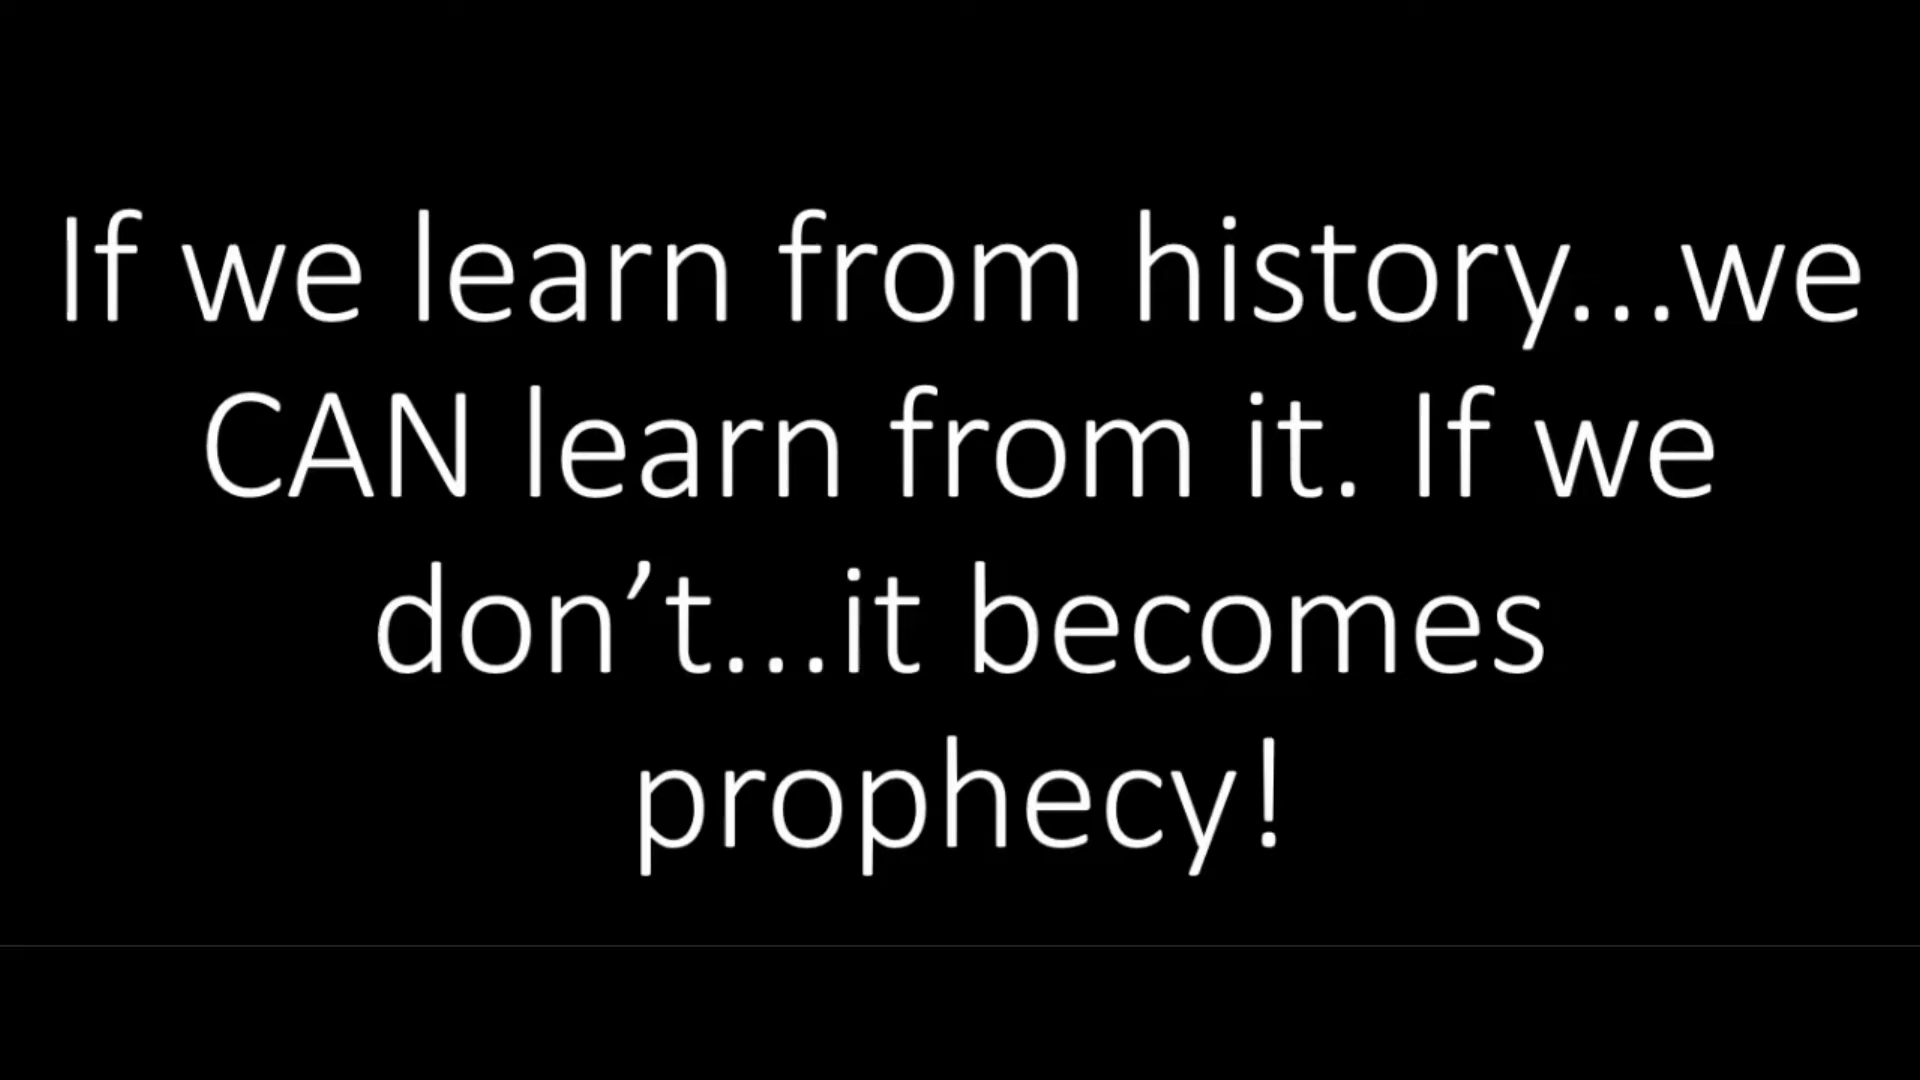 If we learn from history...we
CAN learn from it. If we
don’t...it becomes
prophecy!